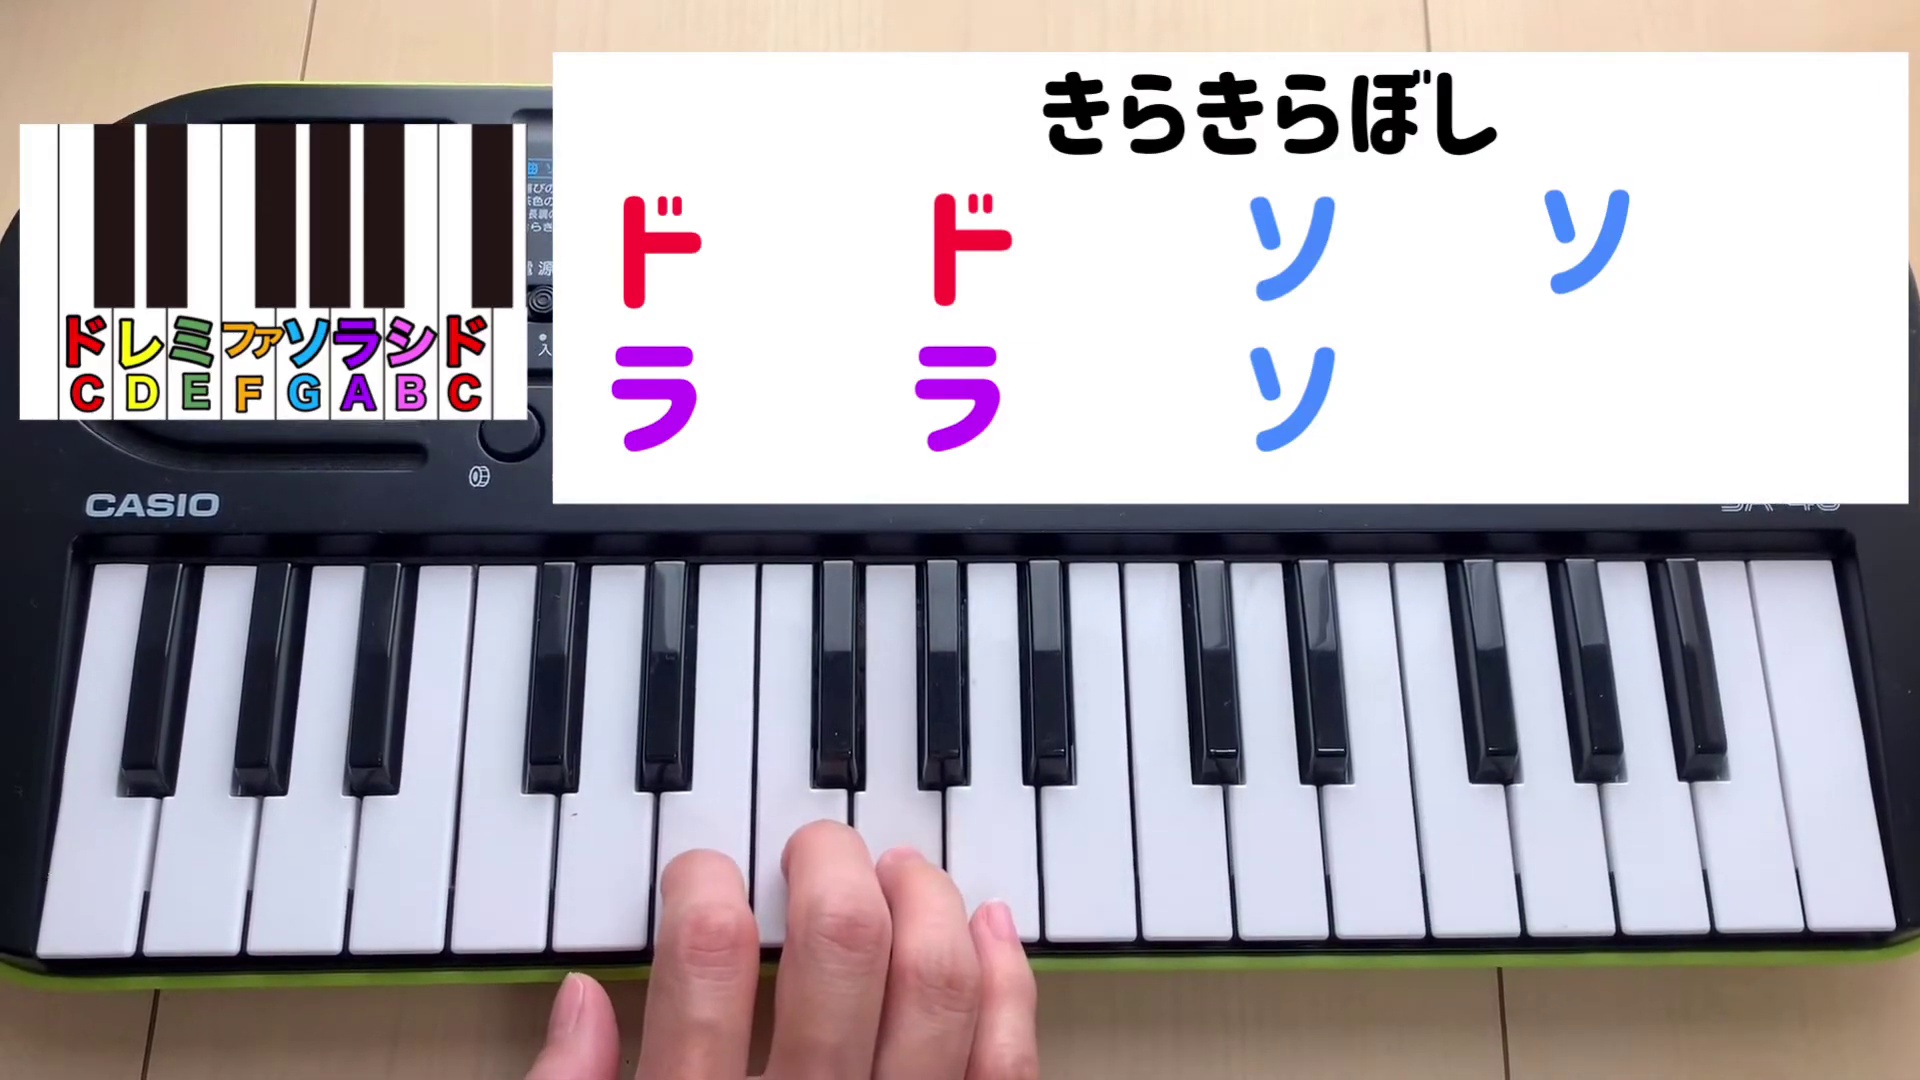 きらきらぼし
ド ド ソ ソ
ラ ラ ソ
ド レ ミ ファ ソ ラ シ ド
C D E F G A B C
CASIO